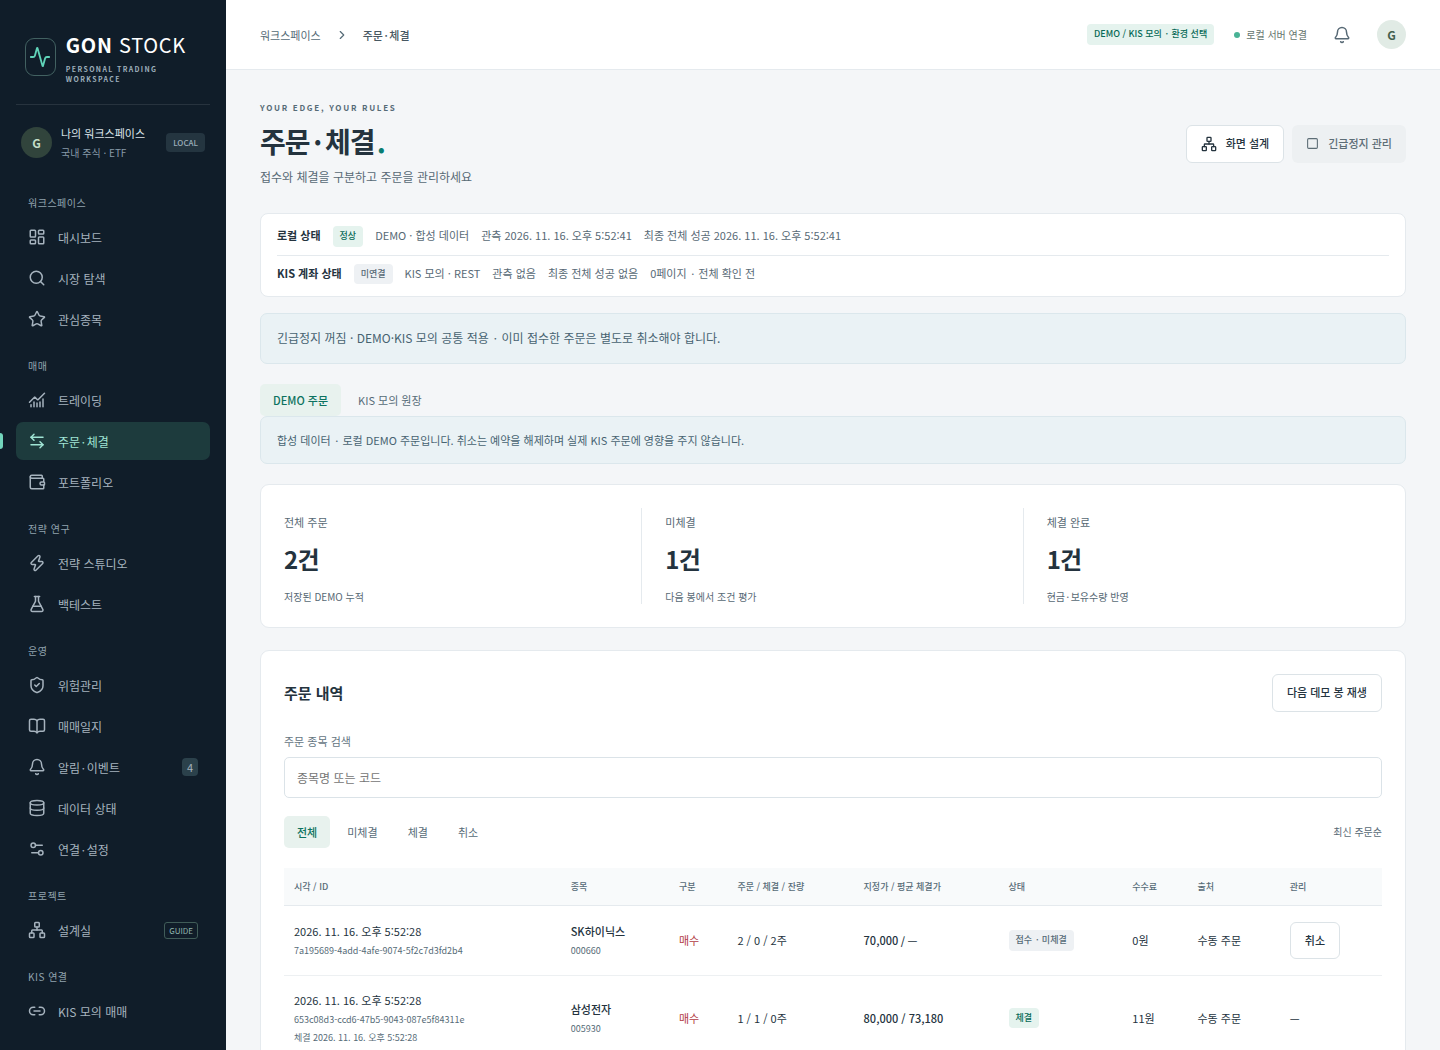 GON STOCK
PERSONAL TRADING
WORKSPACE
G
나의 워크스페이스
국내 주식 · ETF
LOCAL
워크스페이스
대시보드
시장 탐색
관심종목
매매
트레이딩
주문·체결
포트폴리오
전략 연구
전략 스튜디오
백테스트
운영
위험관리
매매일지
알림·이벤트
4
데이터 상태
연결·설정
프로젝트
설계실
GUIDE
KIS 연결
KIS 모의 매매
워크스페이스
주문·체결
DEMO / KIS 모의 · 환경 선택
로컬 서버 연결
G
YOUR EDGE, YOUR RULES
주문·체결.
접수와 체결을 구분하고 주문을 관리하세요
화면 설계
긴급정지 관리
로컬 상태 정상 DEMO · 합성 데이터 관측 2026. 11. 16. 오후 5:52:41 최종 전체 성공 2026. 11. 16. 오후 5:52:41
KIS 계좌 상태 미연결 KIS 모의 · REST 관측 없음 최종 전체 성공 없음 0페이지 · 전체 확인 전
긴급정지 꺼짐 · DEMO·KIS 모의 공통 적용 · 이미 접수한 주문은 별도로 취소해야 합니다.
DEMO 주문
KIS 모의 원장
합성 데이터 · 로컬 DEMO 주문입니다. 취소는 예약을 해제하며 실제 KIS 주문에 영향을 주지 않습니다.
전체 주문
2건
저장된 DEMO 누적
미체결
1건
다음 봉에서 조건 평가
체결 완료
1건
현금·보유수량 반영
주문 내역
다음 데모 봉 재생
주문 종목 검색
종목명 또는 코드
전체 미체결 체결 취소
최신 주문순
시각 / ID 종목 구분 주문 / 체결 / 잔량 지정가 / 평균 체결가 상태 수수료 출처 관리
2026. 11. 16. 오후 5:52:28
7a195689-4add-4afe-9074-5f2c7d3fd2b4
SK하이닉스
000660
매수
2 / 0 / 2주
70,000 / —
접수 · 미체결
0원
수동 주문
취소
2026. 11. 16. 오후 5:52:28
653c08d3-ccd6-47b5-9043-087e5f84311e
체결 2026. 11. 16. 오후 5:52:28
삼성전자
005930
매수
1 / 1 / 0주
80,000 / 73,180
체결
11원
수동 주문
—